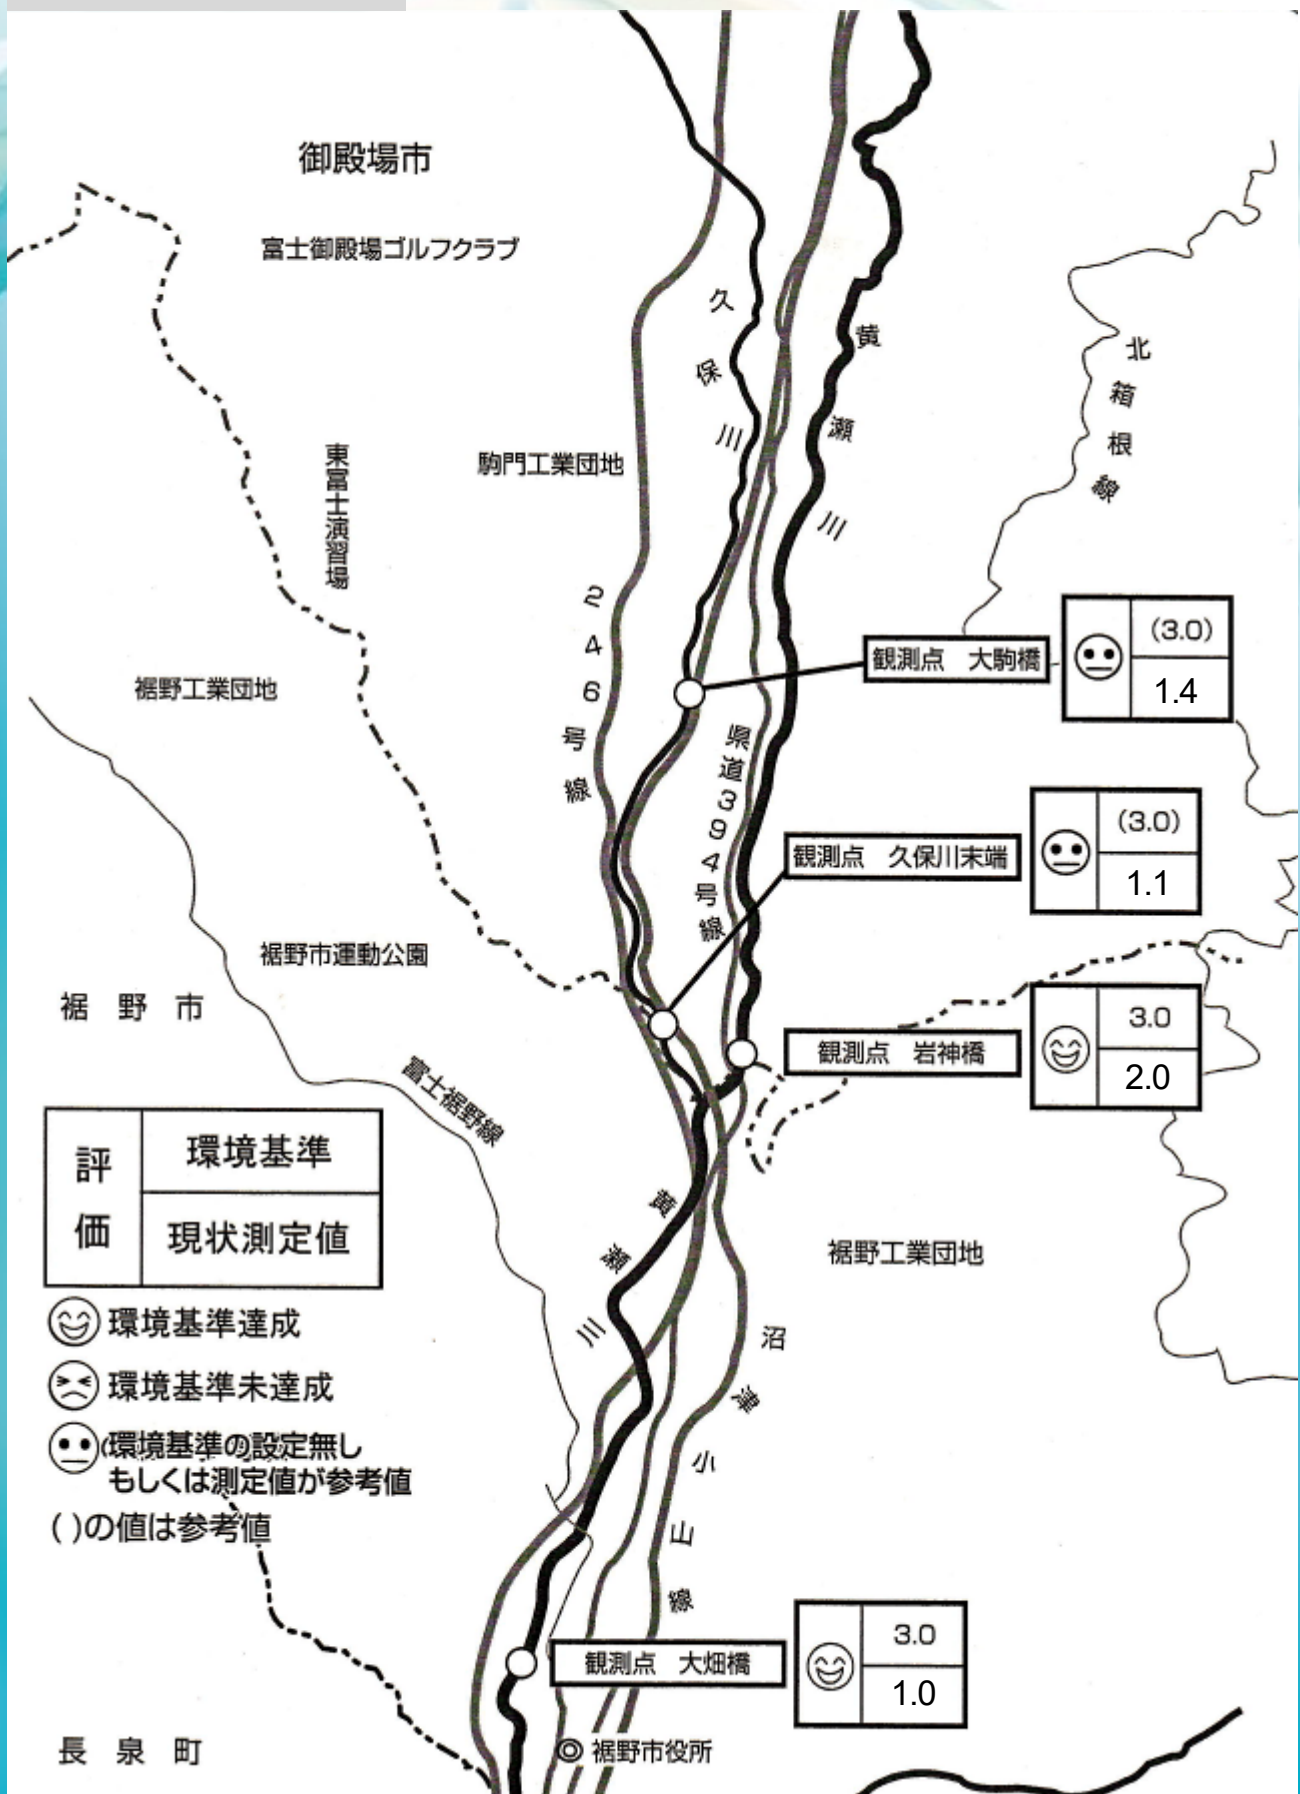 御殿場市
富士御殿場ゴルフクラブ
久保川
黄瀬川
北箱根線
駒門工業団地
東富士演習場
246号線
裾野工業団地
観測点 大駒橋
(3.0)
1.4
県道394号線
観測点 久保川末端
(3.0)
1.1
裾野市運動公園
裾野市
観測点 岩神橋
3.0
2.0
富士裾野線
評価
環境基準
現状測定値
黄瀬川
裾野工業団地
環境基準達成
環境基準未達成
(環境基準の設定無し
もしくは測定値が参考値
( )の値は参考値
沼津小山線
観測点 大畑橋
3.0
1.0
長泉町
◎裾野市役所